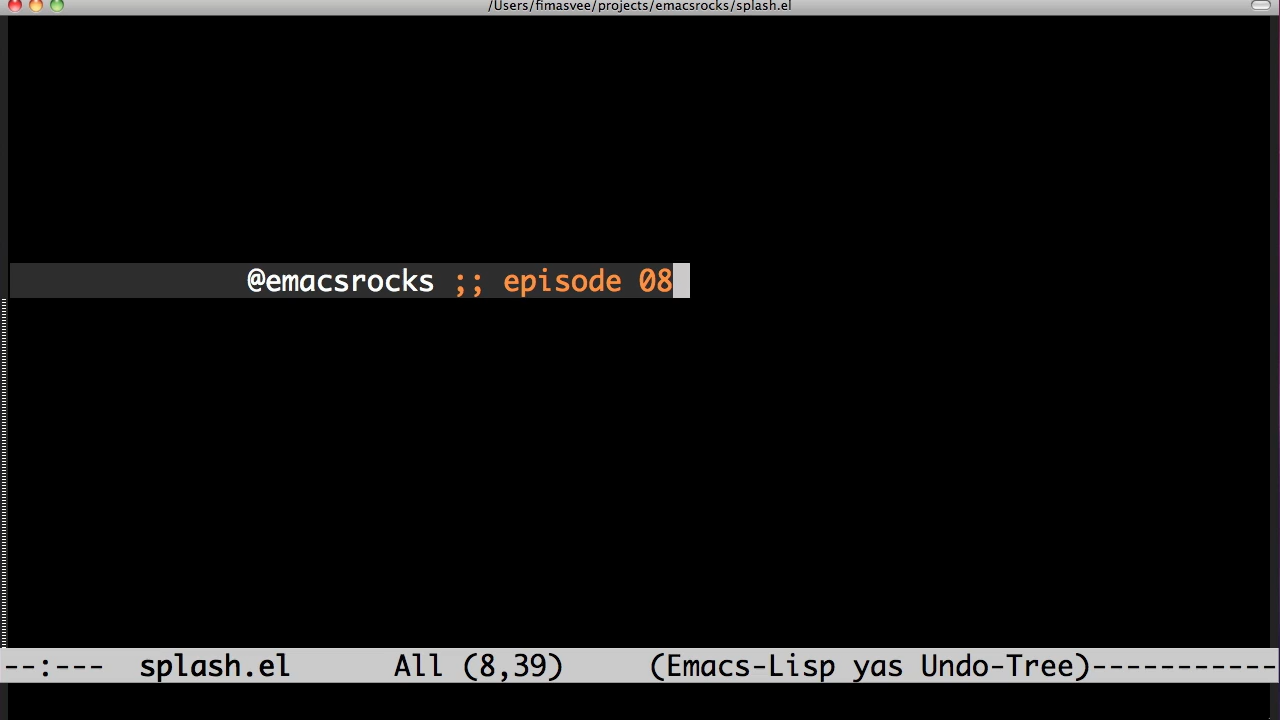 /Users/fimasvee/projects/emacsrocks/splash.el
@emacsrocks ;; episode 08
--:--- splash.el All (8,39) (Emacs-Lisp yas Undo-Tree)-----------